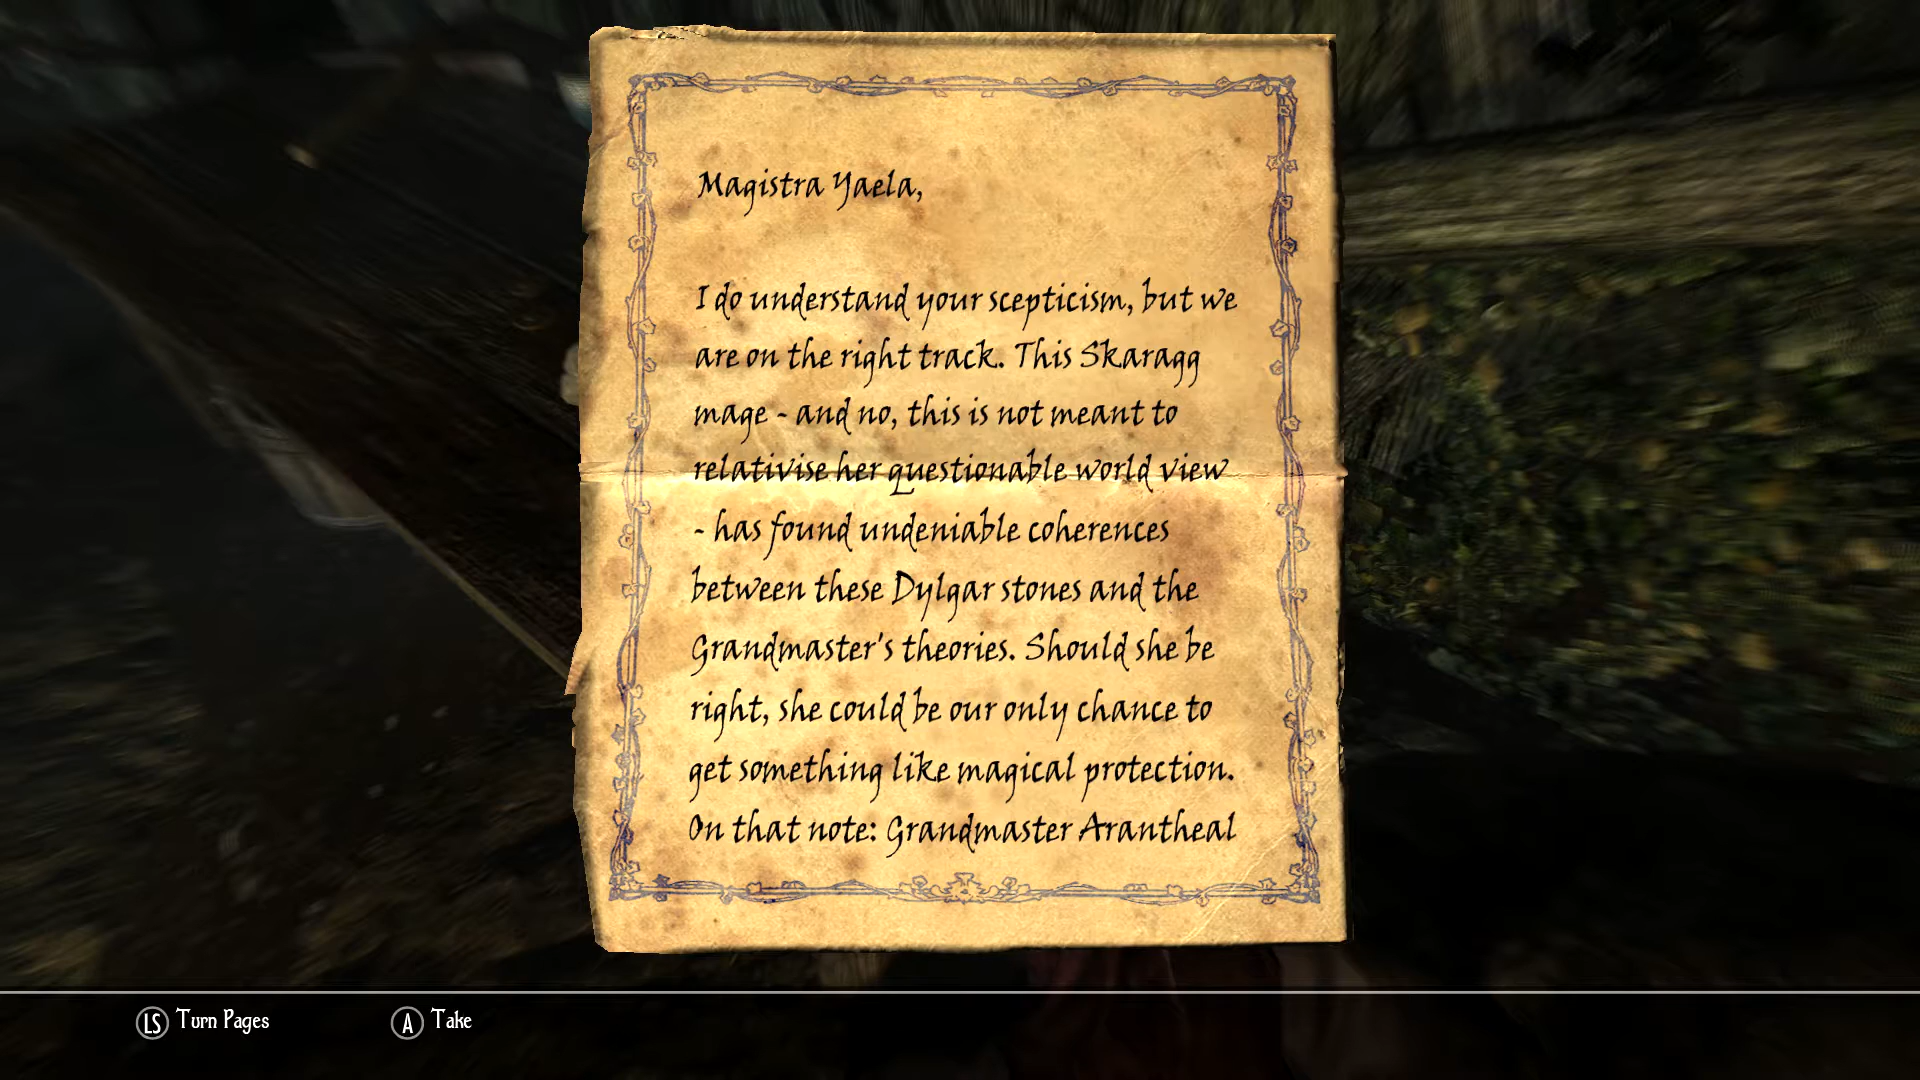 Magistra Yaela,
I do understand your scepticism, but we
are on the right track. This Skaragg
mage - and no, this is not meant to
relativise her questionable world view
- has found undeniable coherences
between these Dylgar stones and the
Grandmaster's theories. Should she be
right, she could be our only chance to
get something like magical protection.
On that note: Grandmaster Arantheal
LS Turn Pages
A Take